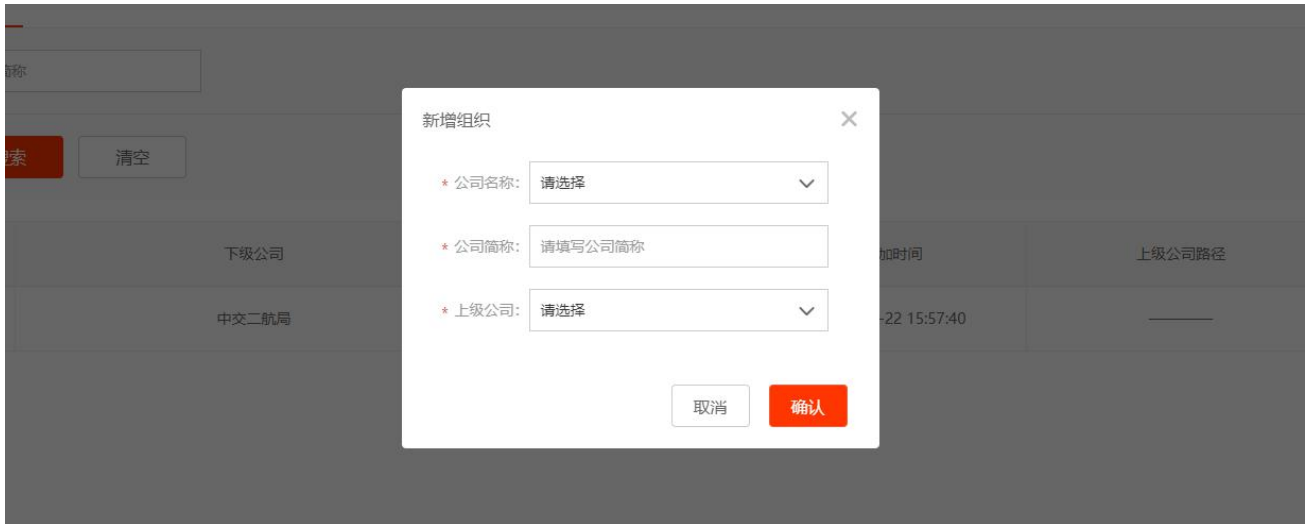 简称
搜索
清空
下级公司
加时间
上级公司路径
中交二航局
-22 15:57:40
————
新增组织
* 公司名称: 请选择
* 公司简称: 请填写公司简称
* 上级公司: 请选择
取消
确认